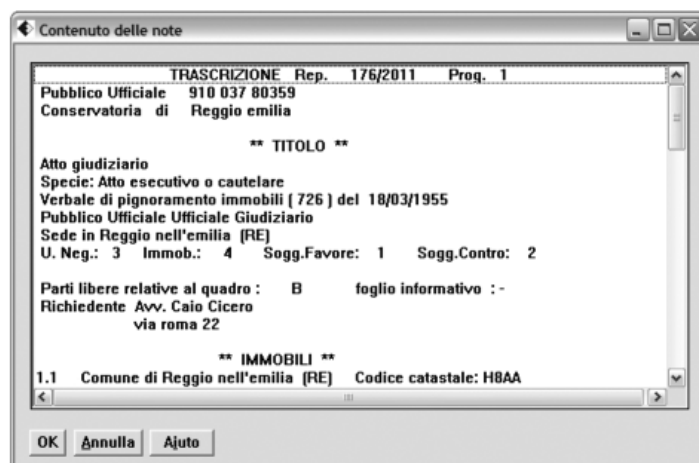 Contenuto delle note
TRASCRIZIONE Rep. 176/2011 Prog. 1
Pubblico Ufficiale 910 037 80359
Conservatoria di Reggio emilia
** TITOLO **
Atto giudiziario
Specie: Atto esecutivo o cautelare
Verbale di pignoramento immobili ( 726 ) del 18/03/1955
Pubblico Ufficiale Ufficiale Giudiziario
Sede in Reggio nell'emilia (RE)
U. Neg.: 3 Immob.: 4 Sogg.Favore: 1 Sogg.Contro: 2
Parti libere relative al quadro : B foglio informativo : -
Richiedente Avv. Caio Cicero
via roma 22
** IMMOBILI **
1.1 Comune di Reggio nell'emilia (RE) Codice catastale: H8AA
OK Annulla Ajuto